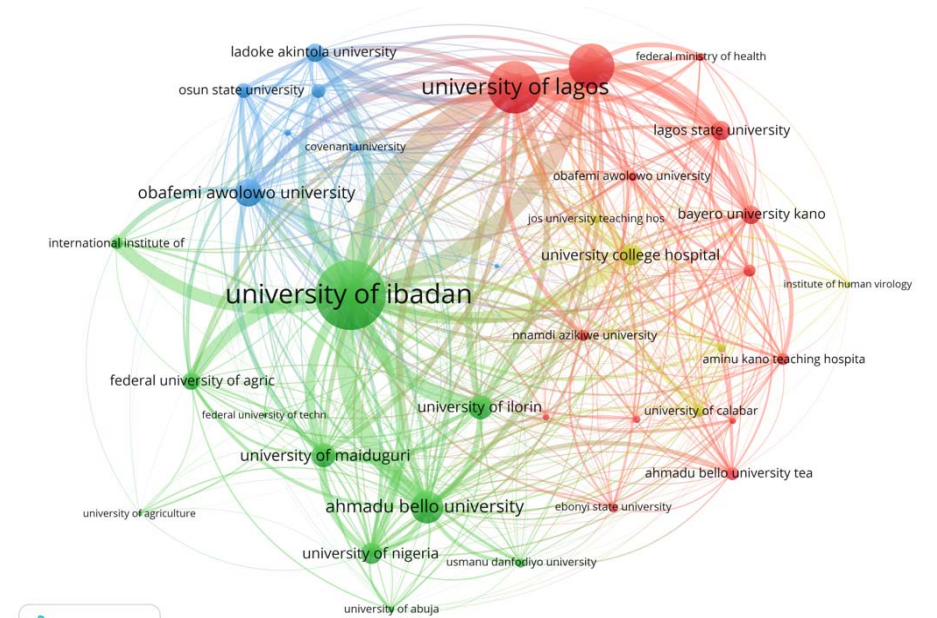 ladoke akintola university
federal ministry of health
university of lagos
osun state university
lagos state university
covenant university
obafemi awolowo university
obafemi awolowo university
jos university teaching hos
bayero university kano
international institute of
university college hospital
institute of human virology
university of ibadan
nnamdi azikiwe university
aminu kano teaching hospita
federal university of agric
university of ilorin
university of calabar
federal university of techn
university of maiduguri
ahmadu bello university tea
ahmadu bello university
ebonyi state university
university of agriculture
university of nigeria
usmanu danfodiyo university
university of abuja